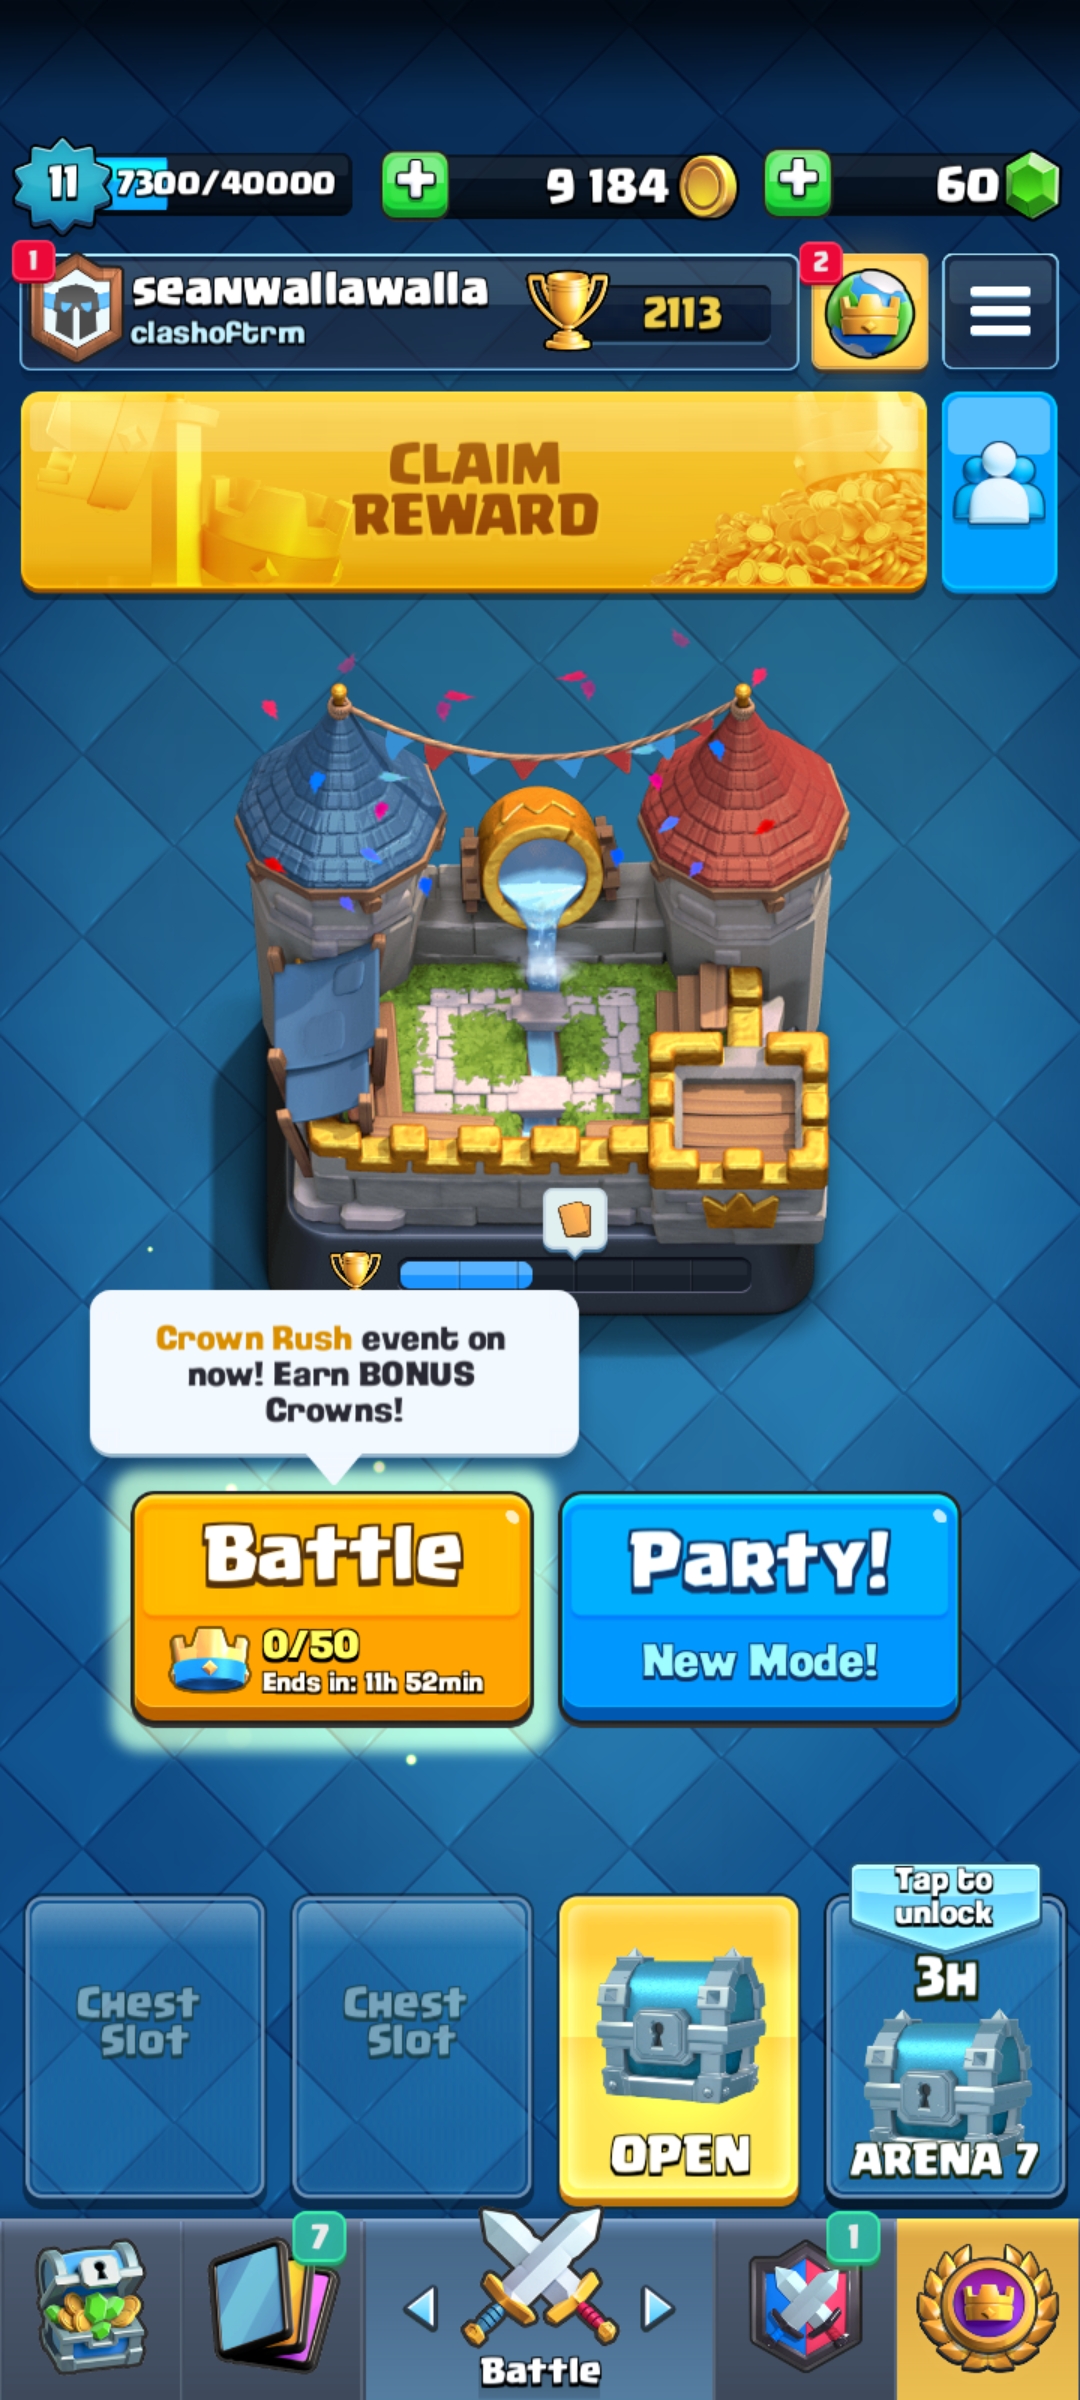 11
7300/40000
9 184
60
1
seanwallawalla
clashoftrm
2113
2
CLAIM
REWARD
Crown Rush event on
now! Earn BONUS
Crowns!
Battle
0/50
Ends in: 11h 52min
Party!
New Mode!
Chest
Slot
Chest
Slot
OPEN
Tap to
unlock
3H
ARENA 7
7
Battle
1